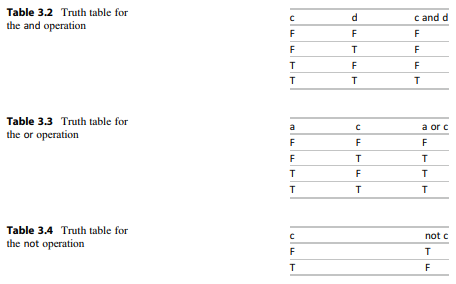 Table 3.2 Truth table for
the and operation
c d c and d
F F F
F T F
T F F
T T T
Table 3.3 Truth table for
the or operation
a c a or c
F F F
F T T
T F T
T T T
Table 3.4 Truth table for
the not operation
c not c
F T
T F